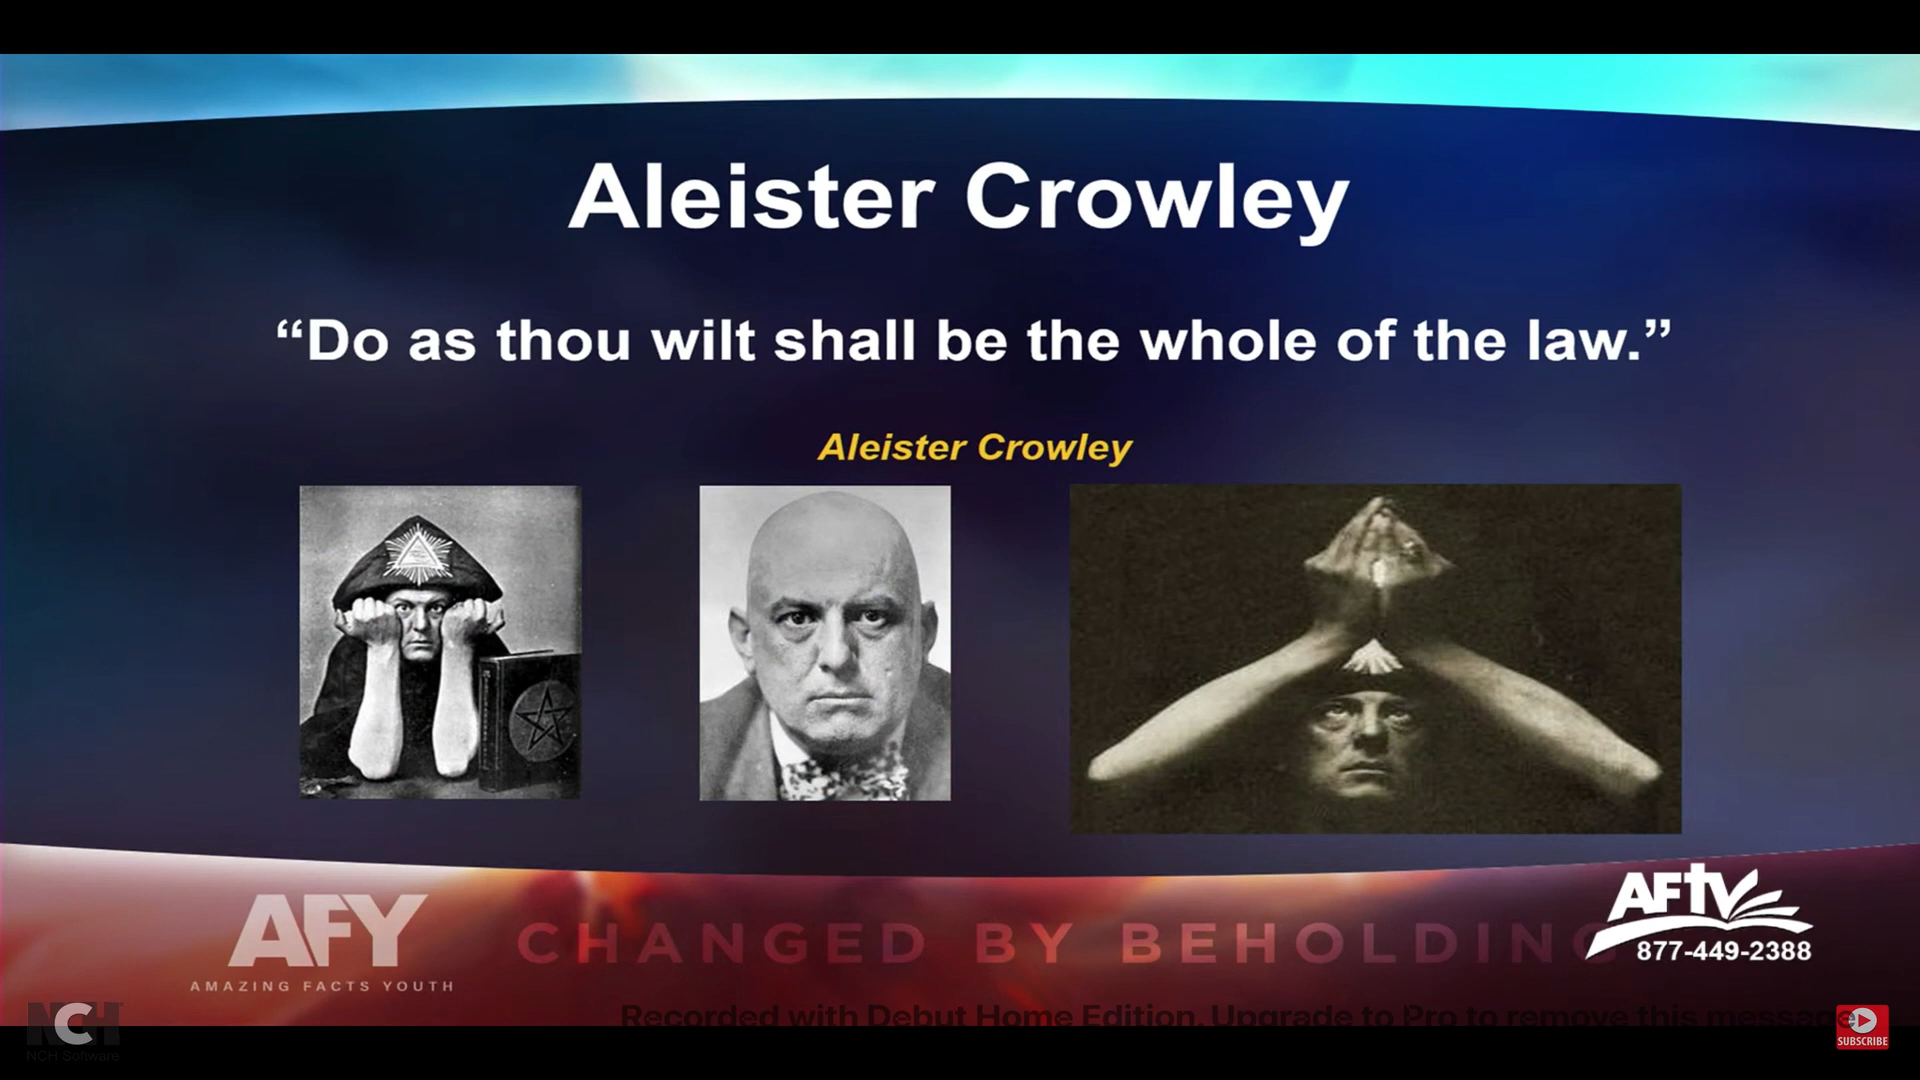 Aleister Crowley
“Do as thou wilt shall be the whole of the law.”
Aleister Crowley
AFY
AMAZING FACTS YOUTH
CHANGED BY BEHOLDING
AFTV
877-449-2388
NCH
NCH Software
Recorded with Debut Home Edition. Upgrade to Pro to remove this message
SUBSCRIBE